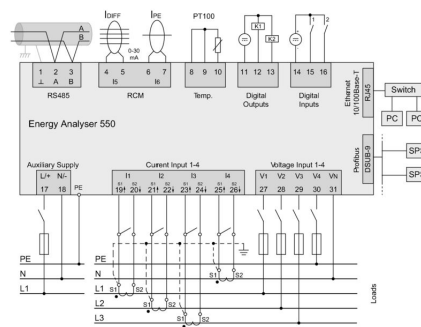 IDIFF IPE PT100
A
B
0-30 mA
K1
K2
1 2
1 2 3 4 5 6 7 8 9 10 11 12 13 14 15 16
⊥ A B I5 I6
RS485 RCM Temp. Digital Outputs Digital Inputs
Ethernet 10/100Base-T
RJ45
Switch
PC PC
Energy Analyser 550
Profibus
DSUB-9
SPS
SPS
Auxiliary Supply Current Input 1-4 Voltage Input 1-4
L/+ N/- PE I1 I2 I3 I4 V1 V2 V3 V4 VN
S1 S2 S1 S2 S1 S2 S1 S2
17 18 19 20 21 22 23 24 25 26 27 28 29 30 31
PE PE
N N S1 S2
L1 L1 S1 S2
L2 S1 S2
L3 S1 S2
Loads